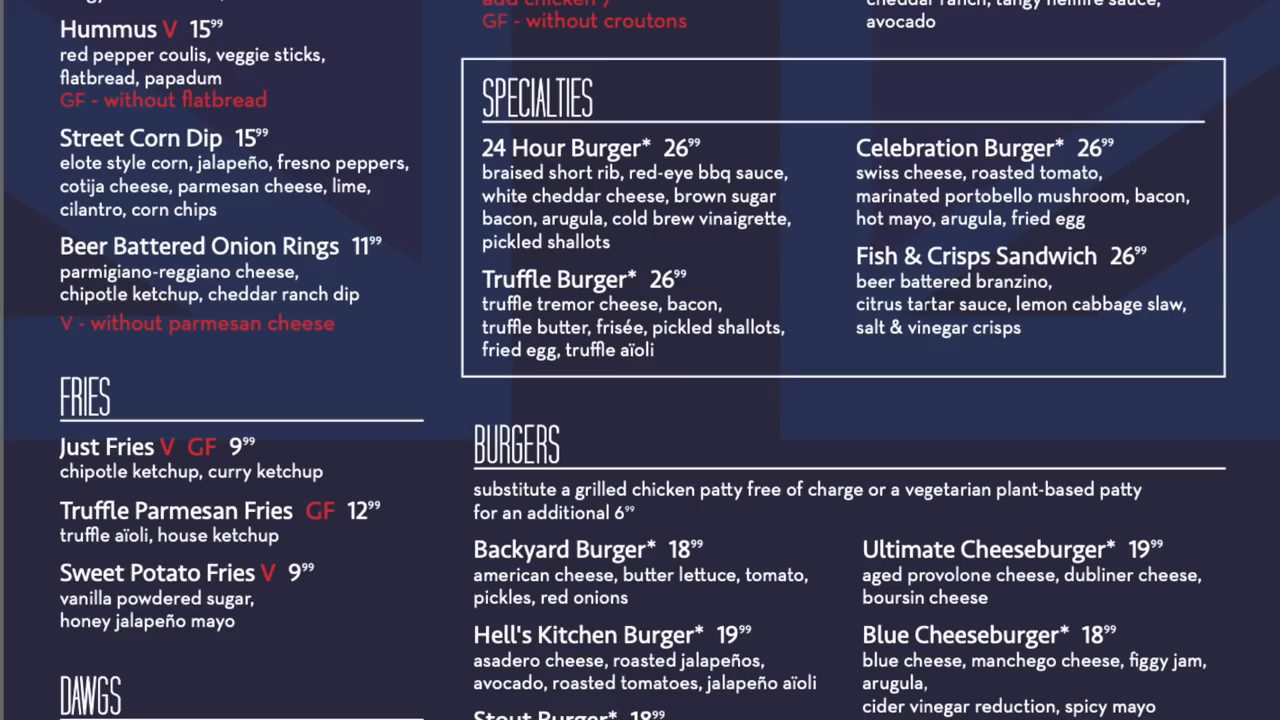 Hummus V 15⁹⁹
red pepper coulis, veggie sticks,
flatbread, papadum
GF - without flatbread
Street Corn Dip 15⁹⁹
elote style corn, jalapeño, fresno peppers,
cotija cheese, parmesan cheese, lime,
cilantro, corn chips
Beer Battered Onion Rings 11⁹⁹
parmigiano-reggiano cheese,
chipotle ketchup, cheddar ranch dip
V - without parmesan cheese
FRIES
Just Fries V GF 9⁹⁹
chipotle ketchup, curry ketchup
Truffle Parmesan Fries GF 12⁹⁹
truffle aïoli, house ketchup
Sweet Potato Fries V 9⁹⁹
vanilla powdered sugar,
honey jalapeño mayo
DAWGS
add chicken 7
GF - without croutons
cheddar ranch, tangy hellfire sauce,
avocado
SPECIALTIES
24 Hour Burger* 26⁹⁹
braised short rib, red-eye bbq sauce,
white cheddar cheese, brown sugar
bacon, arugula, cold brew vinaigrette,
pickled shallots
Truffle Burger* 26⁹⁹
truffle tremor cheese, bacon,
truffle butter, frisée, pickled shallots,
fried egg, truffle aïoli
Celebration Burger* 26⁹⁹
swiss cheese, roasted tomato,
marinated portobello mushroom, bacon,
hot mayo, arugula, fried egg
Fish & Crisps Sandwich 26⁹⁹
beer battered branzino,
citrus tartar sauce, lemon cabbage slaw,
salt & vinegar crisps
BURGERS
substitute a grilled chicken patty free of charge or a vegetarian plant-based patty
for an additional 6⁹⁹
Backyard Burger* 18⁹⁹
american cheese, butter lettuce, tomato,
pickles, red onions
Hell's Kitchen Burger* 19⁹⁹
asadero cheese, roasted jalapeños,
avocado, roasted tomatoes, jalapeño aïoli
Stout Burger* 18⁹⁹
Ultimate Cheeseburger* 19⁹⁹
aged provolone cheese, dubliner cheese,
boursin cheese
Blue Cheeseburger* 18⁹⁹
blue cheese, manchego cheese, figgy jam,
arugula,
cider vinegar reduction, spicy mayo